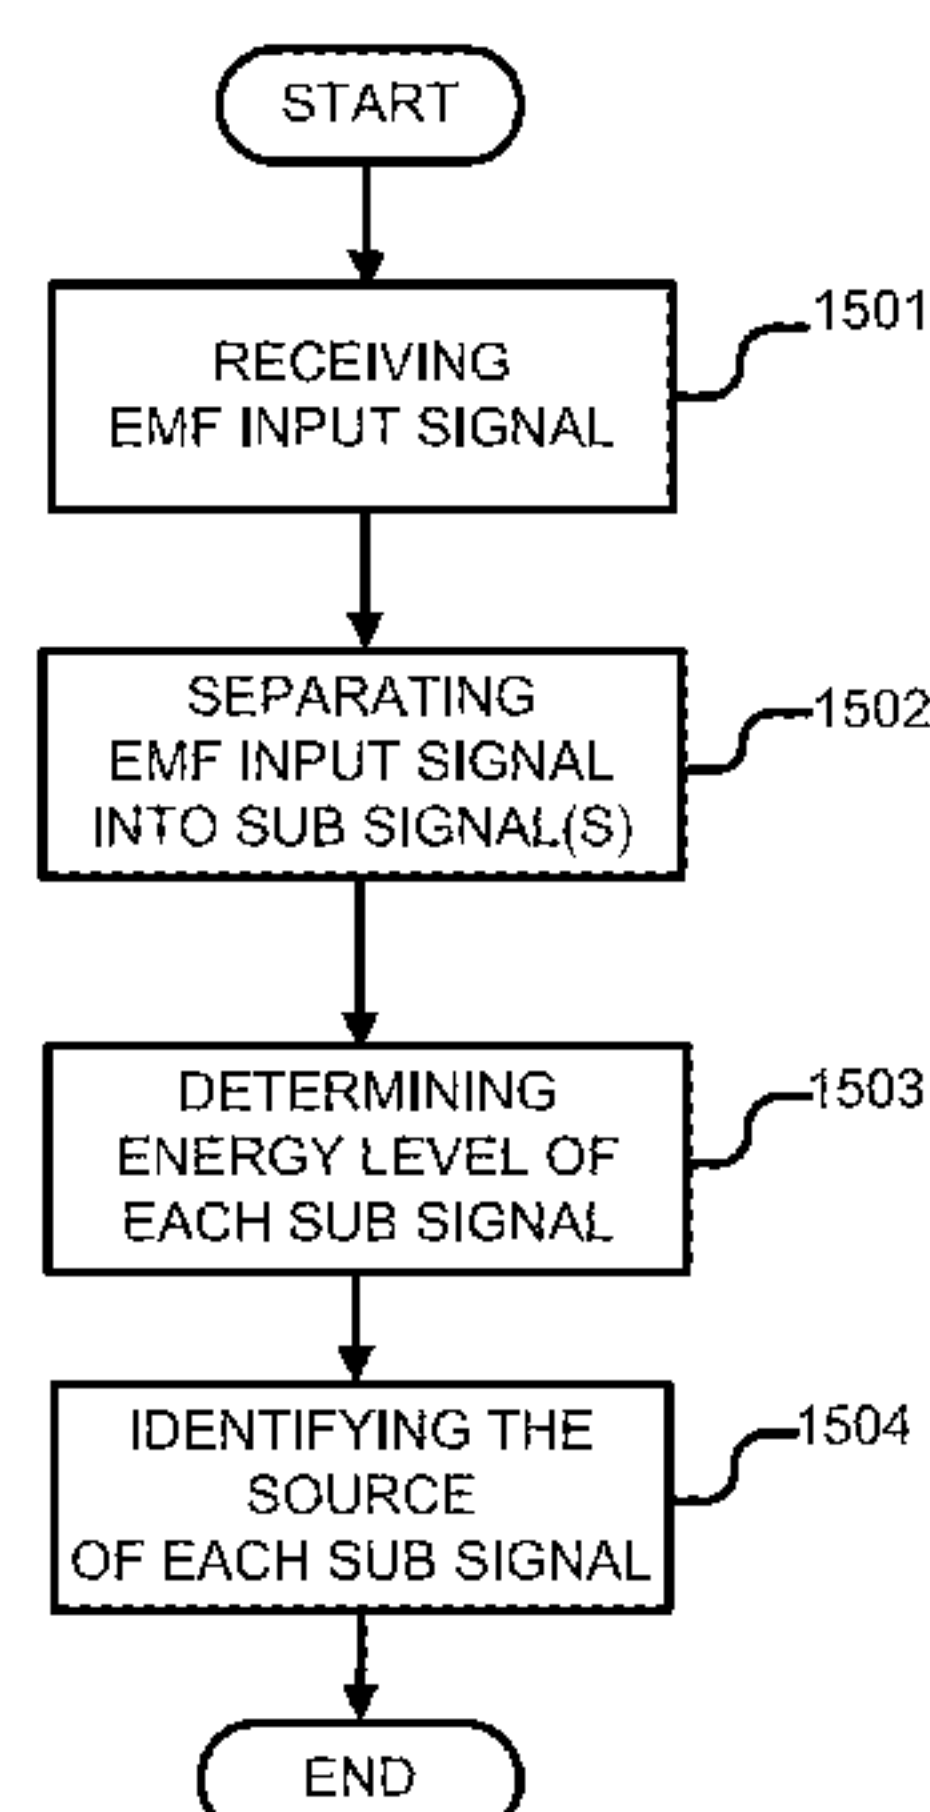 START
RECEIVING
EMF INPUT SIGNAL
1501
SEPARATING
EMF INPUT SIGNAL
INTO SUB SIGNAL(S)
1502
DETERMINING
ENERGY LEVEL OF
EACH SUB SIGNAL
1503
IDENTIFYING THE
SOURCE
OF EACH SUB SIGNAL
1504
END